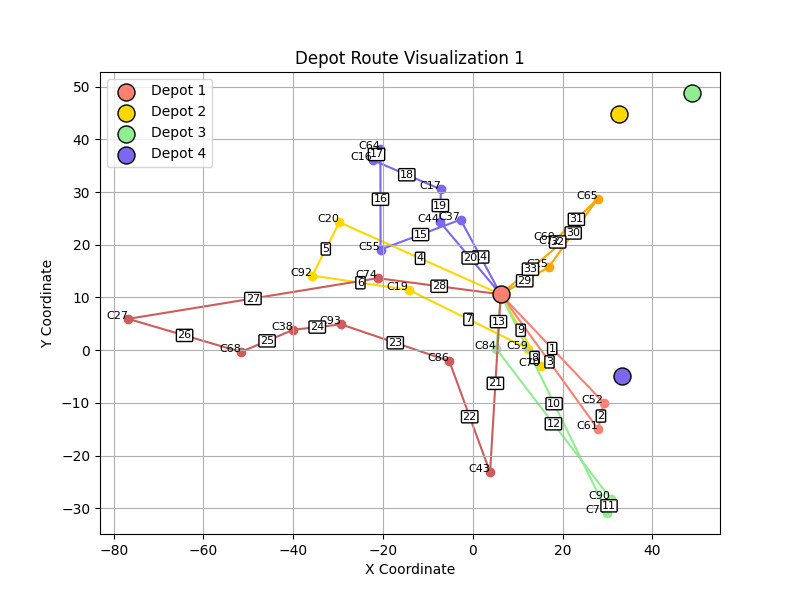 Depot Route Visualization 1
Depot 1
Depot 2
Depot 3
Depot 4
Y Coordinate
50
40
30
20
10
0
−10
−20
−30
−80
−60
−40
−20
0
20
40
X Coordinate
C64
17
C16
18
C17
C65
16
19
31
C20
C44
C37
30
15
32
5
C55
4
20
14
C35
33
C92
C74
29
6
C19
28
27
C27
7
13
9
26
C38
24
C93
25
23
C68
C84
C59
1
8
3
C86
C70
21
C52
10
2
22
12
C61
C43
C90
11
C7